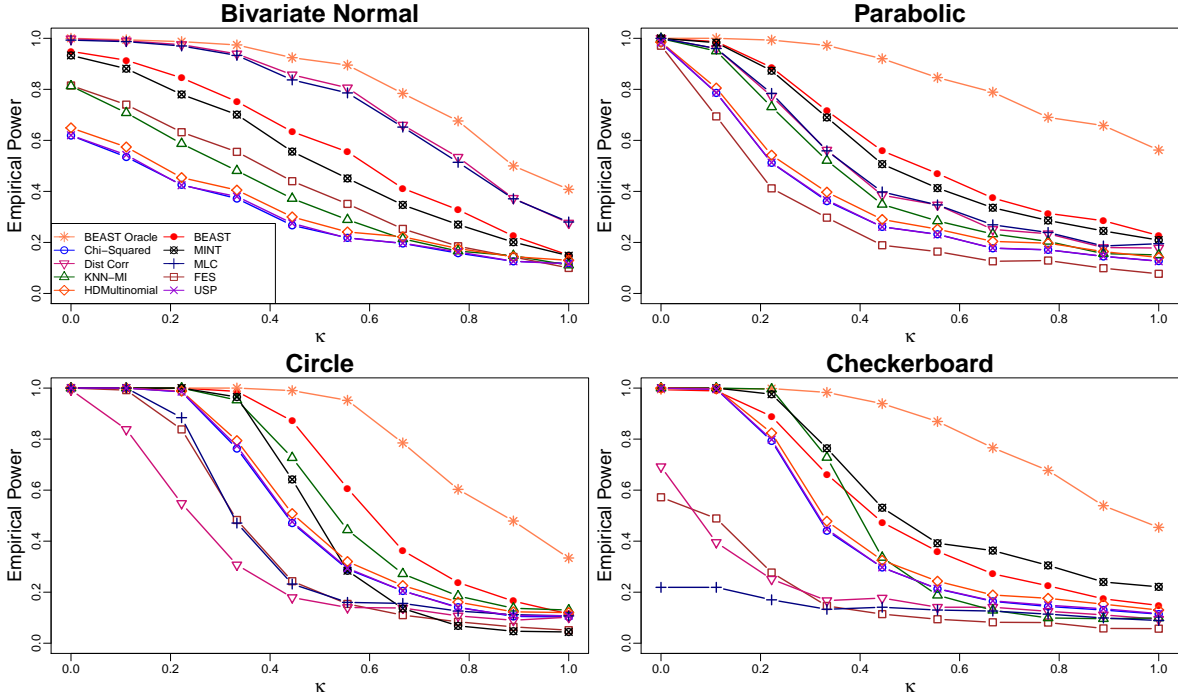 Bivariate Normal
Empirical Power
0.0 0.2 0.4 0.6 0.8 1.0
BEAST Oracle BEAST
Chi−Squared MINT
Dist Corr MLC
KNN−MI FES
HDMultinomial USP
0.0 0.2 0.4 0.6 0.8 1.0
κ
Parabolic
Empirical Power
0.0 0.2 0.4 0.6 0.8 1.0
0.0 0.2 0.4 0.6 0.8 1.0
κ
Circle
Empirical Power
0.0 0.2 0.4 0.6 0.8 1.0
0.0 0.2 0.4 0.6 0.8 1.0
κ
Checkerboard
Empirical Power
0.0 0.2 0.4 0.6 0.8 1.0
0.0 0.2 0.4 0.6 0.8 1.0
κ